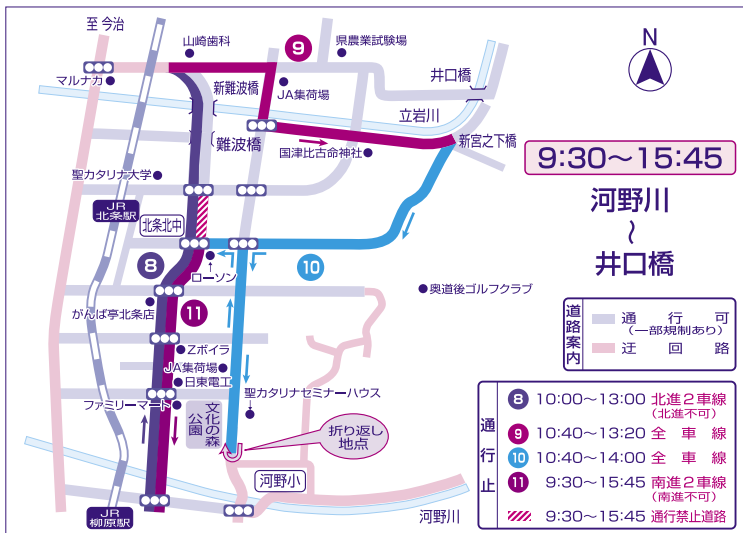 至 今治
山崎歯科
9
県農業試験場
N
マルナカ
新難波橋
JA集荷場
井口橋
立岩川
難波橋
国津比古命神社
新宮之下橋
9:30～15:45
聖カタリナ大学
河野川
～
井口橋
JR
北条駅
北条北中
8
ローソン
10
奥道後ゴルフクラブ
がんば亭北条店
11
Zボイラ
JA集荷場
日東電工
ファミリーマート
聖カタリナセミナーハウス
文化の森
公園
折り返し
地点
河野小
JR
柳原駅
河野川
道路案内
通行可
(一部規制あり)
迂回路
通行止
8 10:00～13:00 北進2車線
(北進不可)
9 10:40～13:20 全車線
10 10:40～14:00 全車線
11 9:30～15:45 南進2車線
(南進不可)
9:30～15:45 通行禁止道路